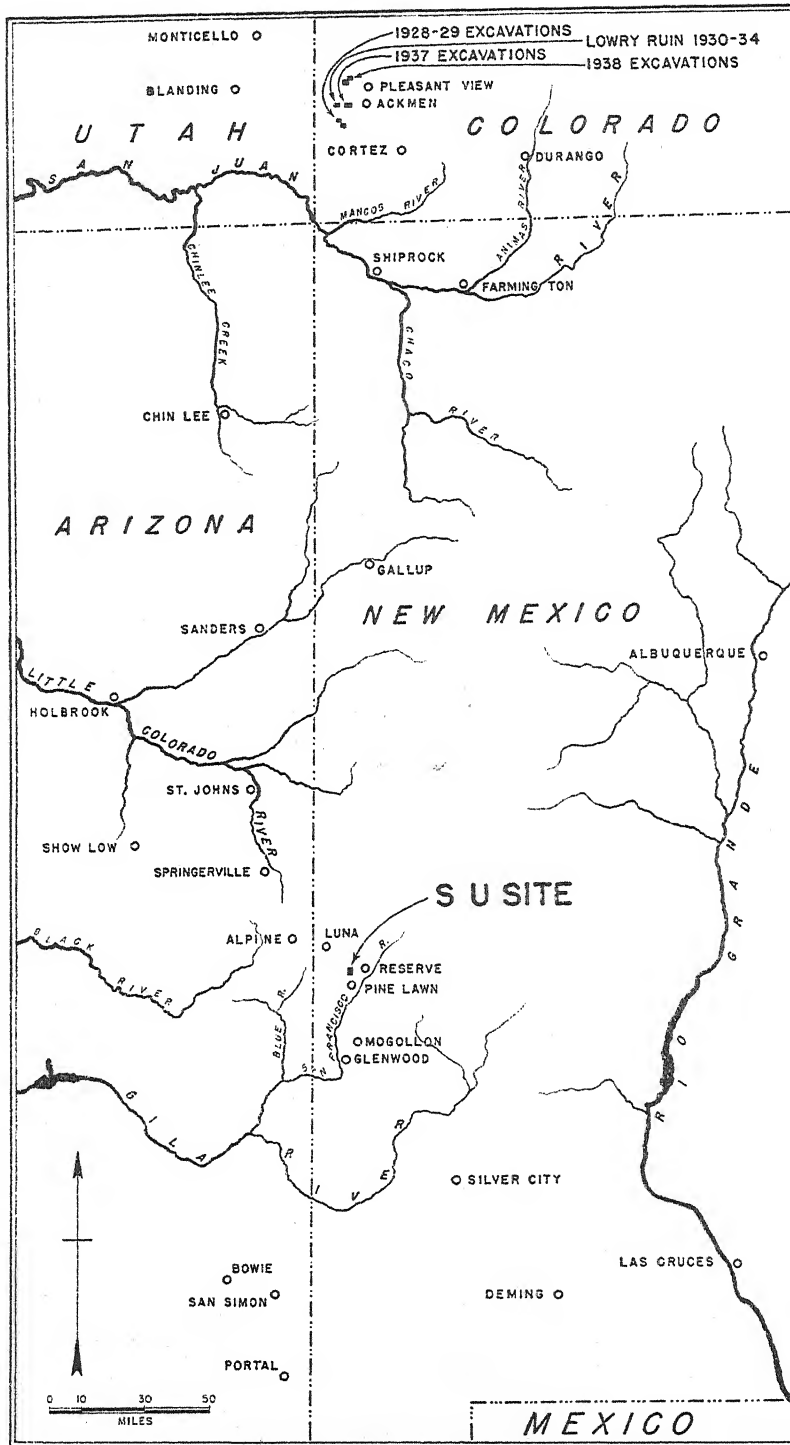 1928-29 EXCAVATIONS
MONTICELLO
LOWRY RUIN 1930-34
1937 EXCAVATIONS
1938 EXCAVATIONS
PLEASANT VIEW
BLANDING
ACKMEN
UTAH
COLORADO
CORTEZ
DURANGO
SAN JUAN
MANCOS RIVER
ANIMAS RIVER
RIVER
SHIPROCK
FARMINGTON
CHINLEE CREEK
CHACO RIVER
CHIN LEE
ARIZONA
GALLUP
NEW MEXICO
SANDERS
ALBUQUERQUE
LITTLE COLORADO RIVER
HOLBROOK
ST. JOHNS
SHOW LOW
SPRINGERVILLE
S U SITE
RIO GRANDE
ALPINE
LUNA
BLACK RIVER
RESERVE
PINE LAWN
BLUE R.
SAN FRANCISCO R.
MOGOLLON
GLENWOOD
GILA RIVER
SILVER CITY
LAS CRUCES
BOWIE
SAN SIMON
DEMING
PORTAL
0 10 30 50
MILES
MEXICO